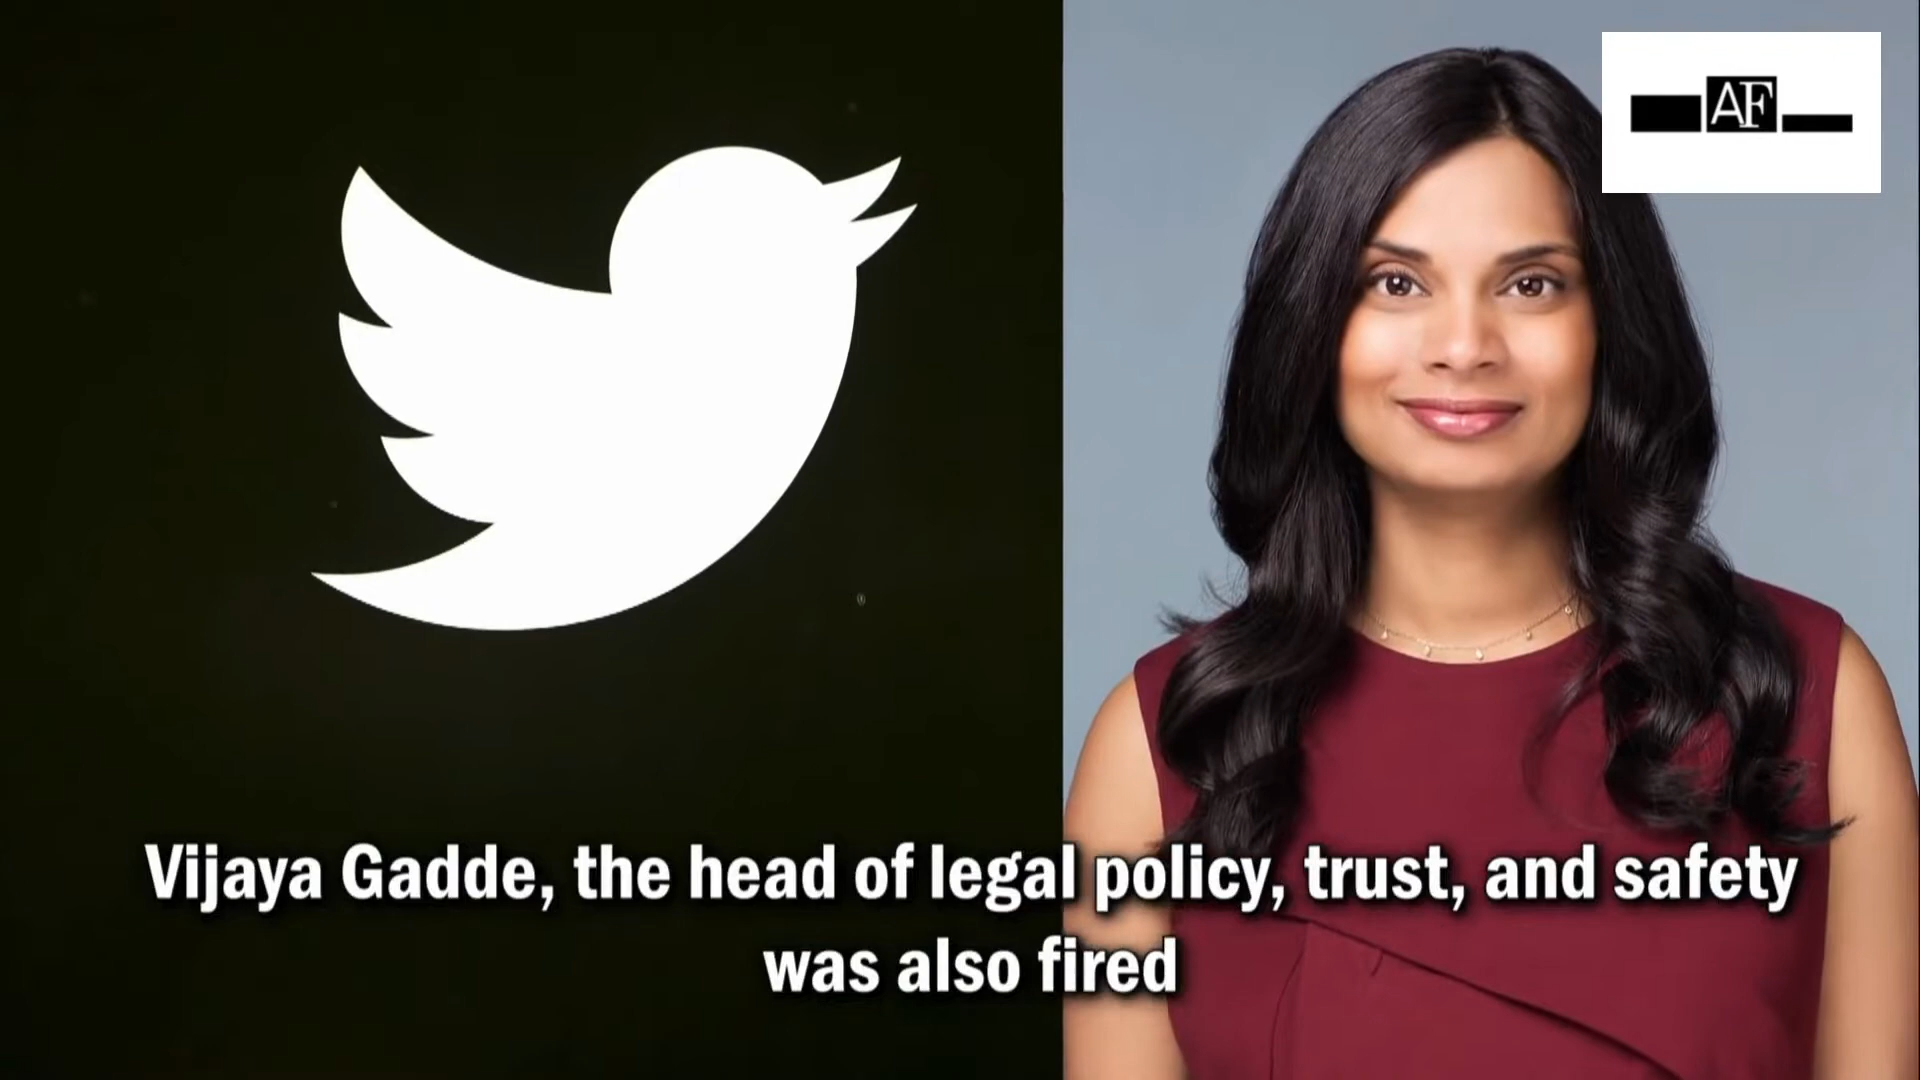 AF
Vijaya Gadde, the head of legal policy, trust, and safety
was also fired